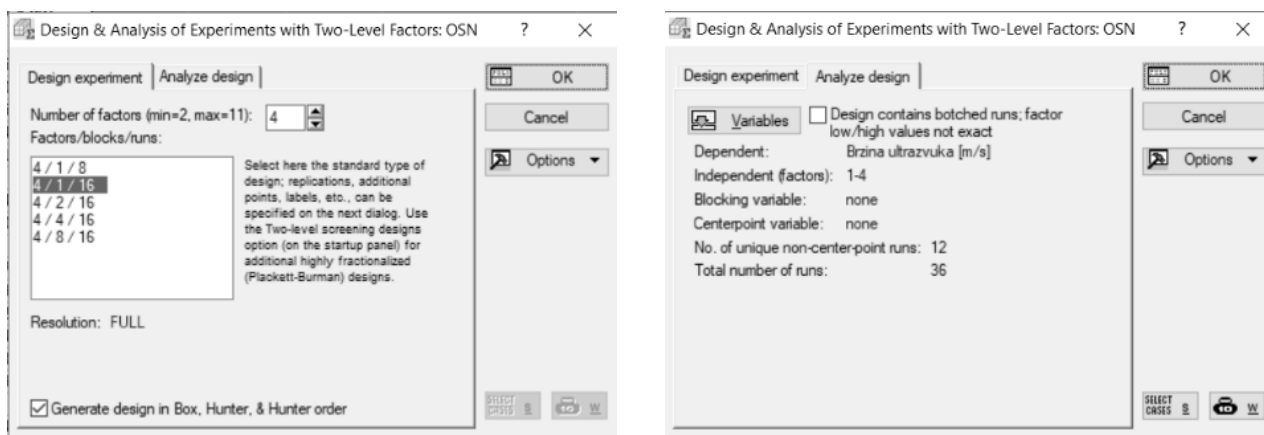 Design & Analysis of Experiments with Two-Level Factors: OSN ? ×
Design experiment Analyze design
OK
Number of factors (min=2, max=11): 4
Cancel
Factors/blocks/runs:
Options
4 / 1 / 8
4 / 1 / 16
4 / 2 / 16
4 / 4 / 16
4 / 8 / 16
Select here the standard type of
design; replications, additional
points, labels, etc., can be
specified on the next dialog. Use
the Two-level screening designs
option (on the startup panel) for
additional highly fractionalized
(Plackett-Burman) designs.
Resolution: FULL
Generate design in Box, Hunter, & Hunter order
SELECT
CASES S W
Design & Analysis of Experiments with Two-Level Factors: OSN ? ×
Design experiment Analyze design
OK
Variables
Design contains botched runs; factor
low/high values not exact
Cancel
Dependent: Brzina ultrazvuka [m/s]
Options
Independent (factors): 1-4
Blocking variable: none
Centerpoint variable: none
No. of unique non-center-point runs: 12
Total number of runs: 36
SELECT
CASES S W